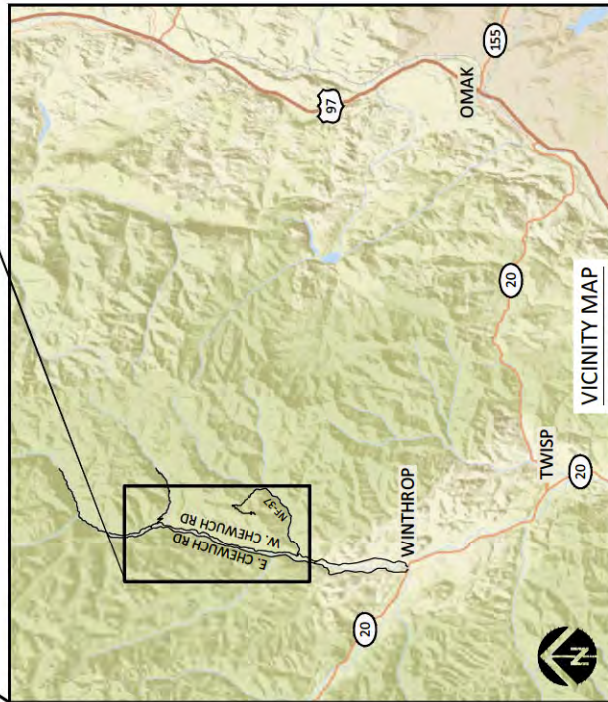 97
155
OMAK
20
VICINITY MAP
NF-37
W. CHEWUCH RD
E. CHEWUCH RD
WINTHROP
TWISP
20
20
N